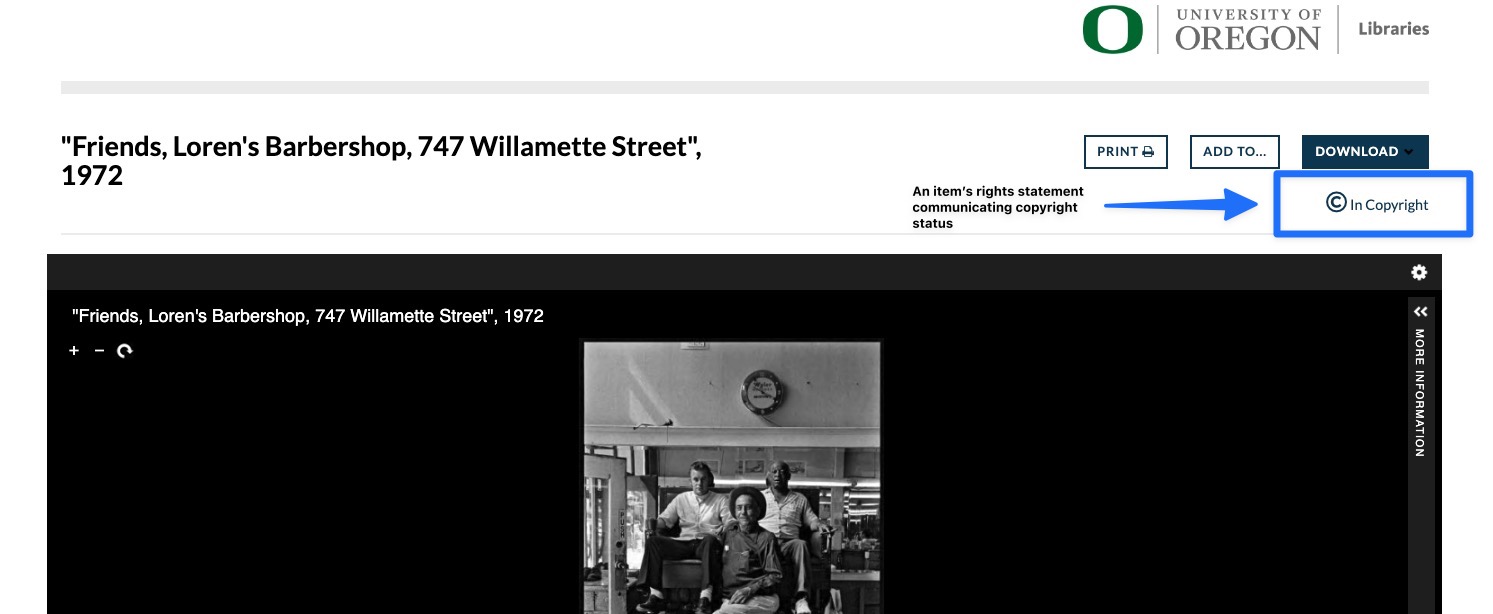 UNIVERSITY OF
OREGON
Libraries
"Friends, Loren's Barbershop, 747 Willamette Street",
1972
PRINT
ADD TO...
DOWNLOAD
An item's rights statement
communicating copyright
status
© In Copyright
"Friends, Loren's Barbershop, 747 Willamette Street", 1972
MORE INFORMATION